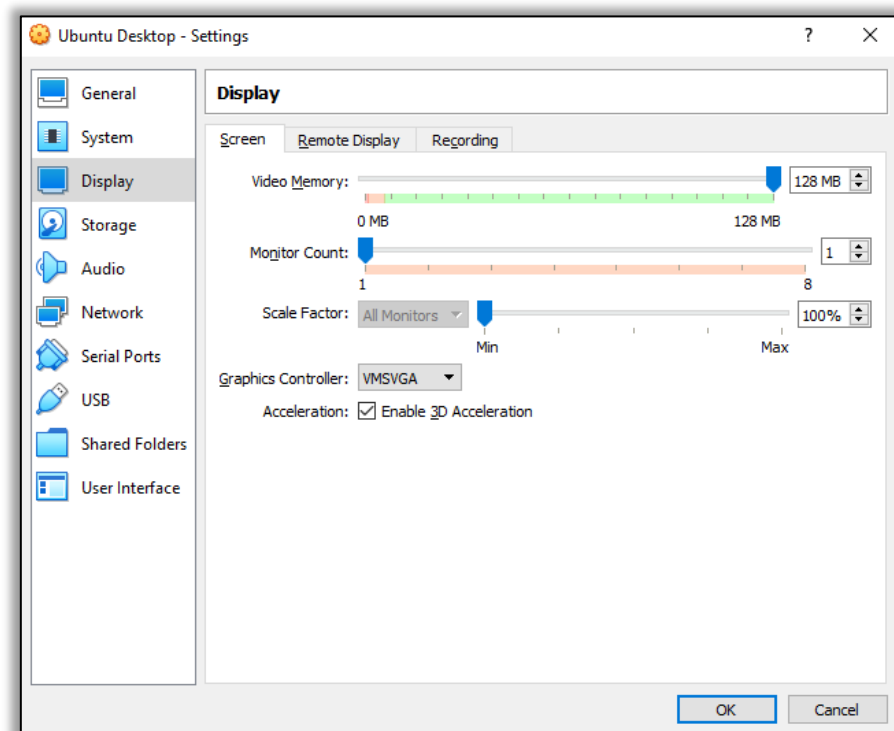 Ubuntu Desktop - Settings ?
General
System
Display
Storage
Audio
Network
Serial Ports
USB
Shared Folders
User Interface
Display
Screen Remote Display Recording
Video Memory: 128 MB
0 MB 128 MB
Monitor Count: 1
1 8
Scale Factor: All Monitors 100%
Min Max
Graphics Controller: VMSVGA
Acceleration: Enable 3D Acceleration
OK Cancel